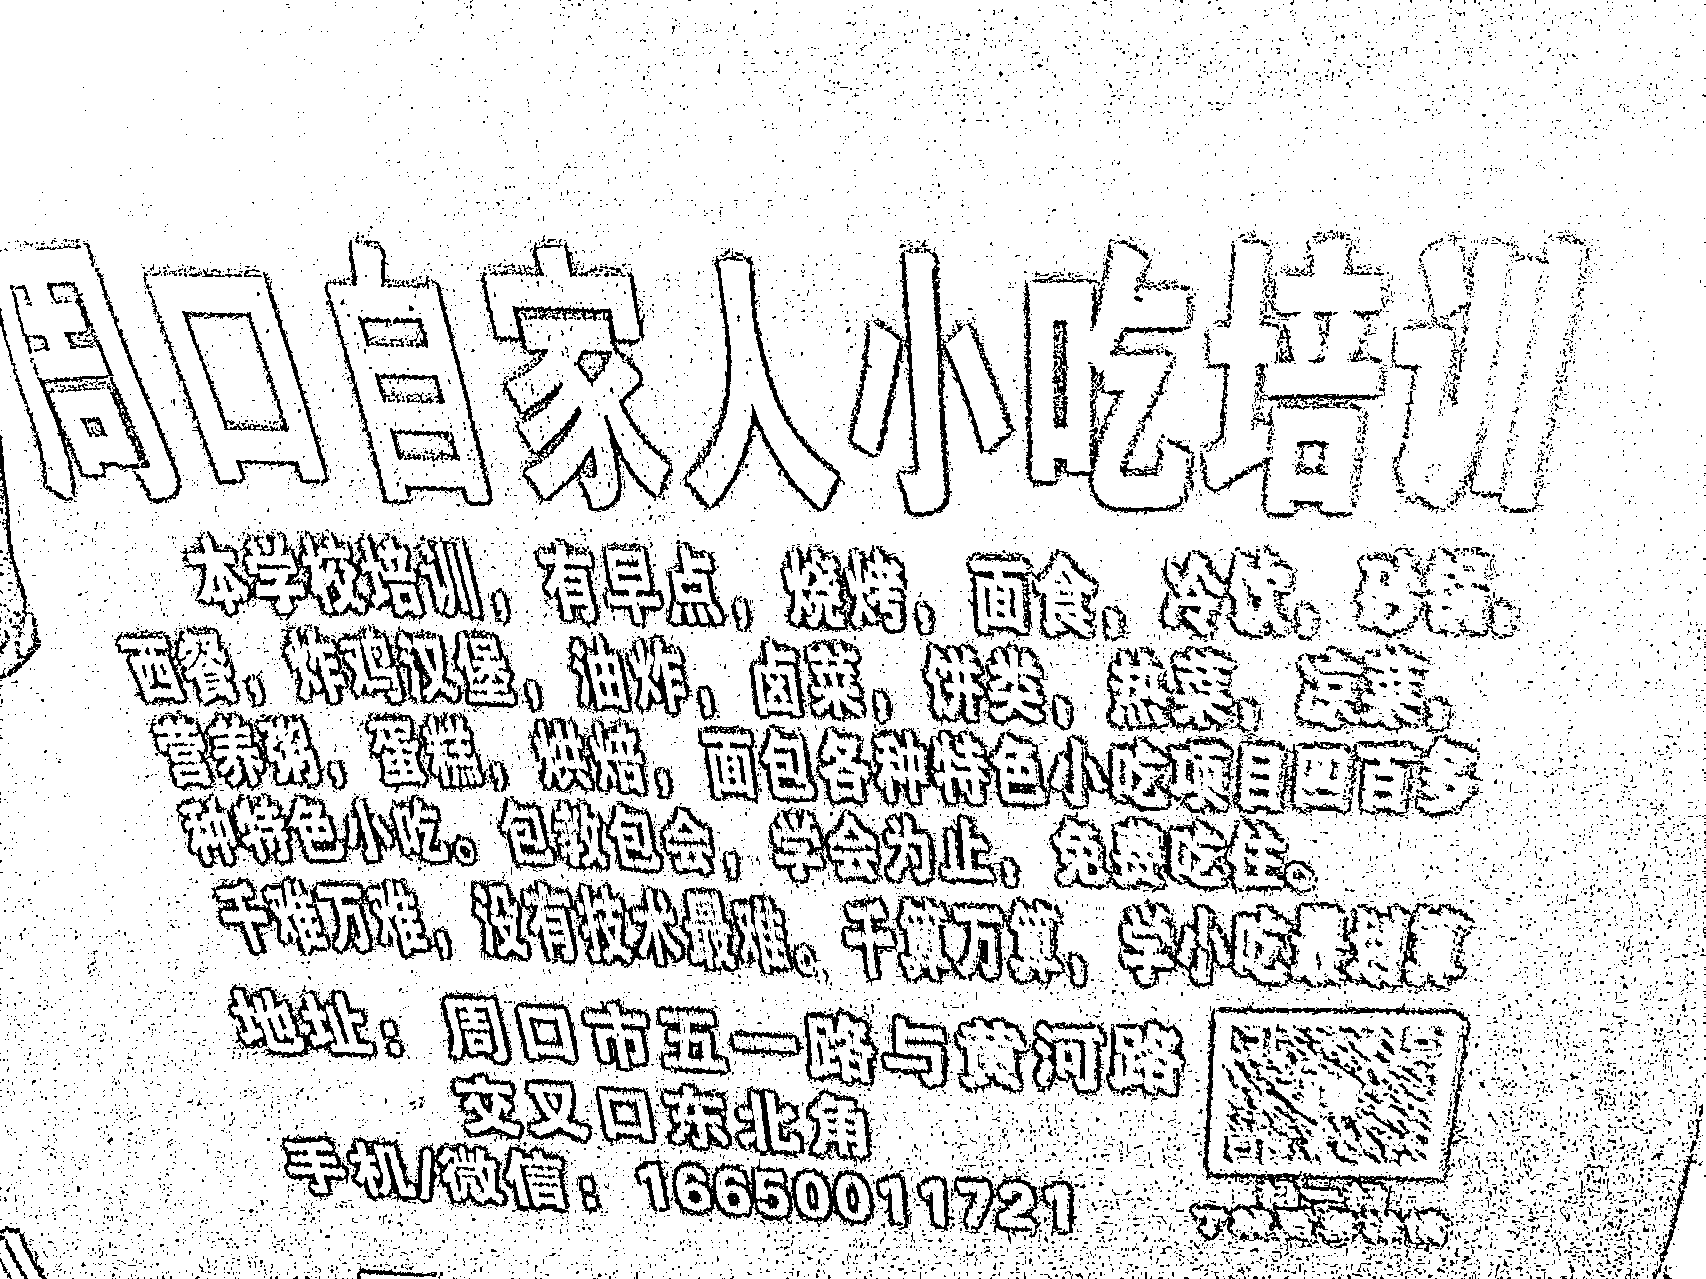 周口自家人小吃培训
本学校培训，有早点，烧烤，面食，冷饮，砂锅，
西餐，炸鸡汉堡，油炸，卤菜，饼类，热菜，凉菜，
营养粥，蛋糕，烘焙，面包各种特色小吃项目四百多
种特色小吃。包教包会，学会为止，免费吃住。
千难万难，没有技术最难。千算万算，学小吃最划算
地址：周口市五一路与黄河路
交叉口东北角
手机/微信：16650011721